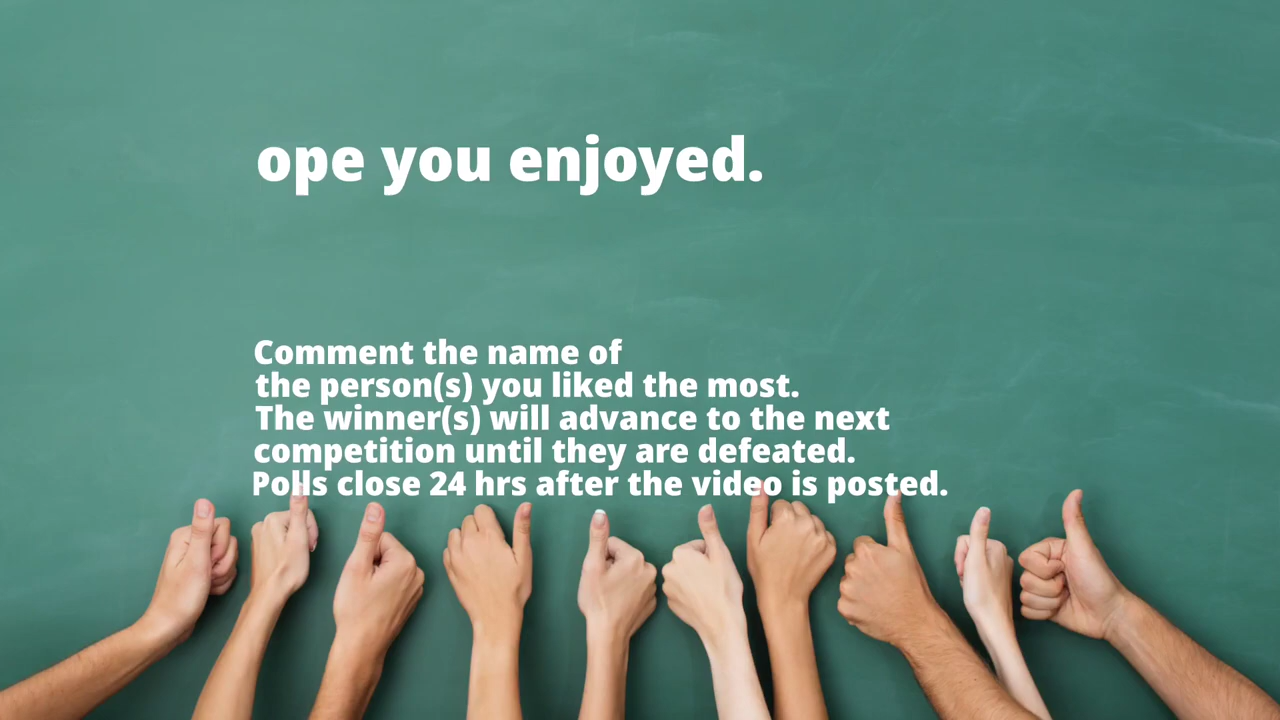 ope you enjoyed.
Comment the name of
the person(s) you liked the most.
The winner(s) will advance to the next
competition until they are defeated.
Polls close 24 hrs after the video is posted.